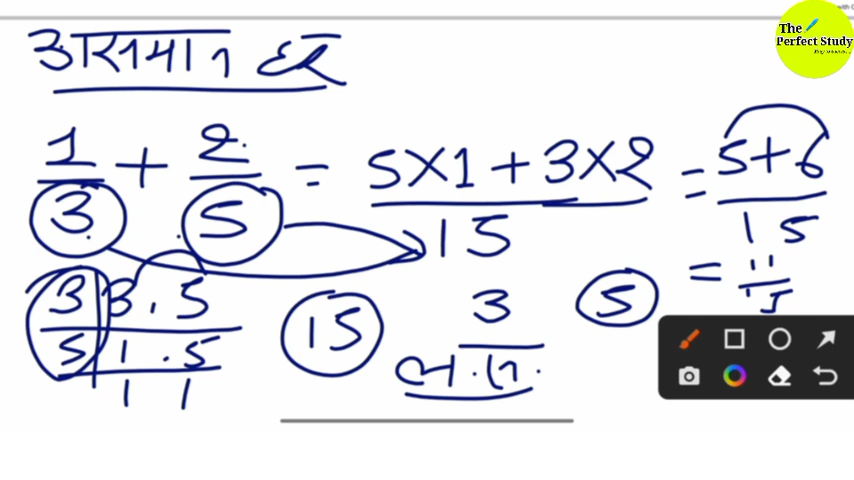 The
Perfect Study
असमान हर
1/3 + 2/5 = 5×1+3×2/15 = 5+6/15
= 11/15
3 | 3, 5
5 | 1, 5
1 1
15
3
5
ल.स.